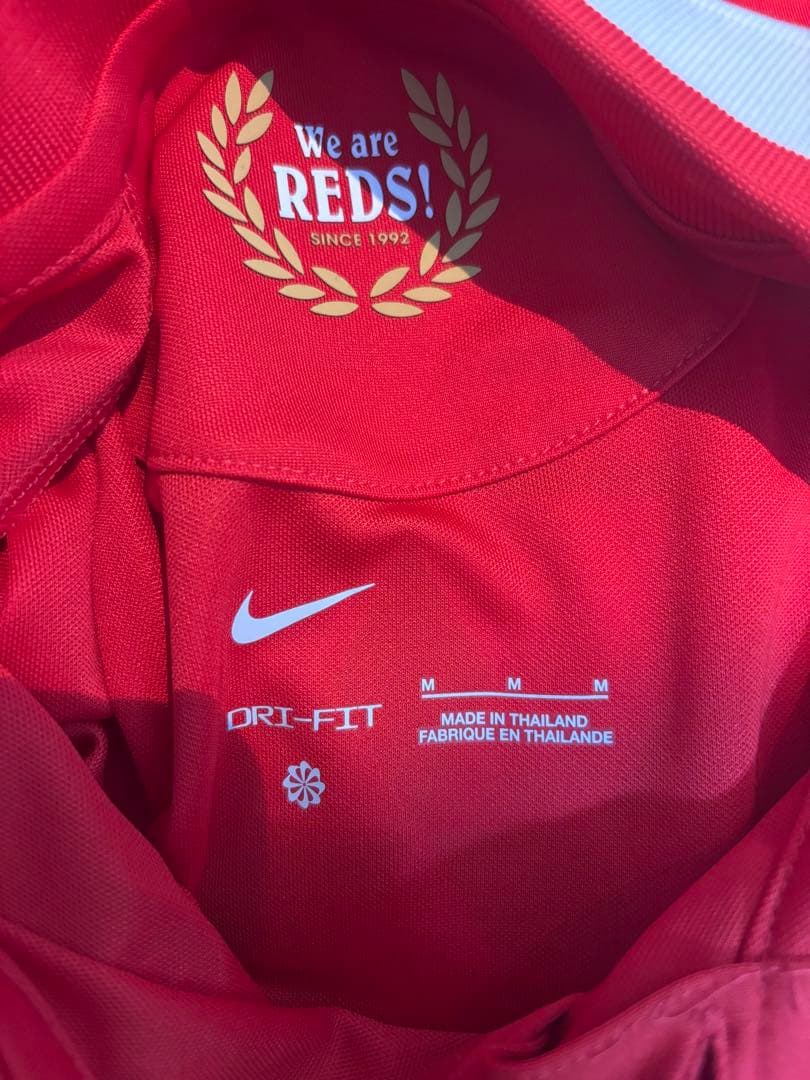 We are
REDS!
SINCE 1992
DRI-FIT
M M M
MADE IN THAILAND
FABRIQUE EN THAILANDE